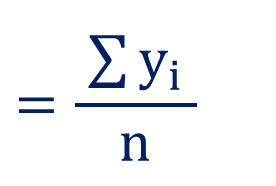 = ∑ yᵢ / n